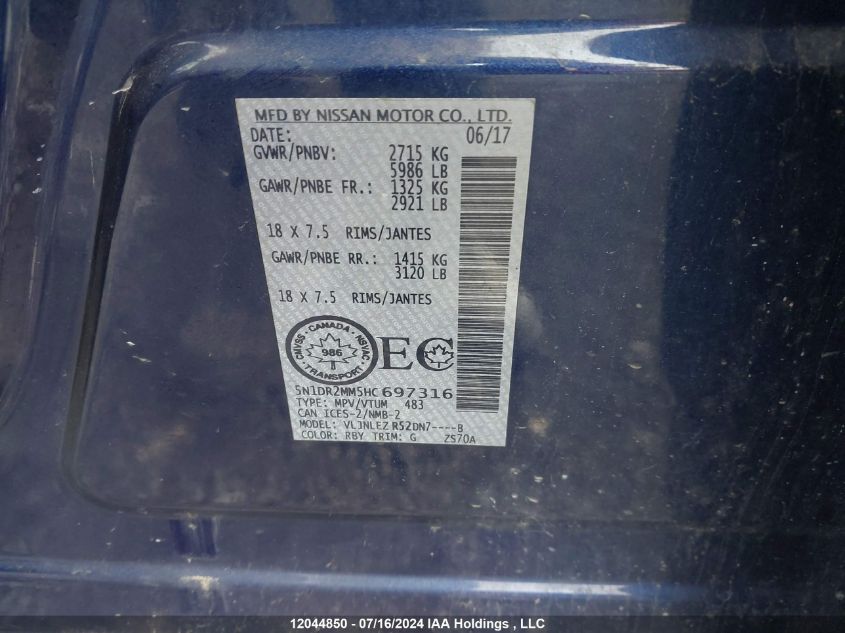 MFD BY NISSAN MOTOR CO., LTD.
DATE: 06/17
GVWR/PNBV: 2715 KG
5986 LB
GAWR/PNBE FR.: 1325 KG
2921 LB
18 X 7.5 RIMS/JANTES
GAWR/PNBE RR.: 1415 KG
3120 LB
18 X 7.5 RIMS/JANTES
CANADA
CMVSS NSVAC
986
TRANSPORT
EC
5N1DR2MM5HC697316
TYPE: MPV/VTUM 483
CAN ICES-2/NMB-2
MODEL: VLJNLEZ R52DN7----B
COLOR: RBY TRIM: G ZS70A
12044850 - 07/16/2024 IAA Holdings, LLC